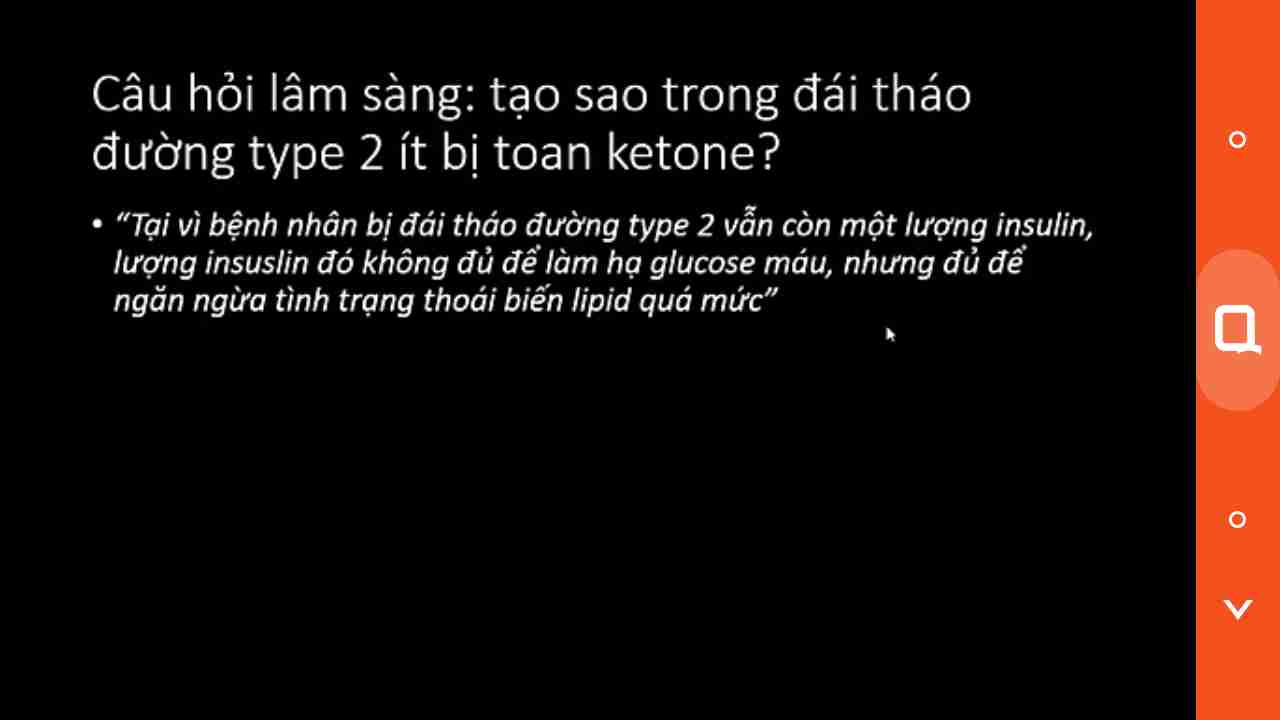 Câu hỏi lâm sàng: tạo sao trong đái tháo
đường type 2 ít bị toan ketone?
• “Tại vì bệnh nhân bị đái tháo đường type 2 vẫn còn một lượng insulin,
lượng insuslin đó không đủ để làm hạ glucose máu, nhưng đủ để
ngăn ngừa tình trạng thoái biến lipid quá mức”